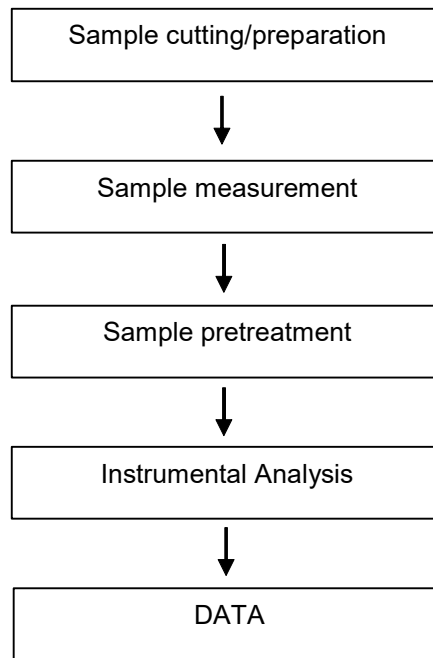 Sample cutting/preparation
Sample measurement
Sample pretreatment
Instrumental Analysis
DATA